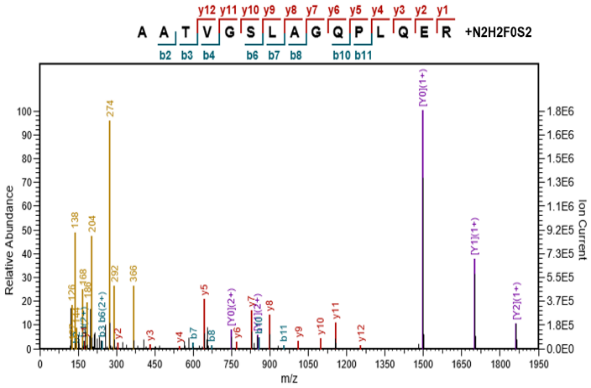 y12 y11 y10 y9 y8 y7 y6 y5 y4 y3 y2 y1
A A T V G S L A G Q P L Q E R +N2H2F0S2
b2 b3 b4 b6 b7 b8 b10 b11
Relative Abundance
100
90
80
70
60
50
40
30
20
10
0
126
138
168
186
204
274
292
366
b3
b6(2+)
y2
y3
y4
b7
y5
b8
[Y0](2+)
y6
y7
b10
y8
b11
y9
y10
y11
y12
[Y0](1+)
[Y1](1+)
[Y2](1+)
1.8E6
1.6E6
1.4E6
1.3E6
1.1E6
9.2E5
7.3E5
5.5E5
3.7E5
1.8E5
0.0E0
Ion Current
0 150 300 450 600 750 900 1050 1200 1350 1500 1650 1800 1950
m/z